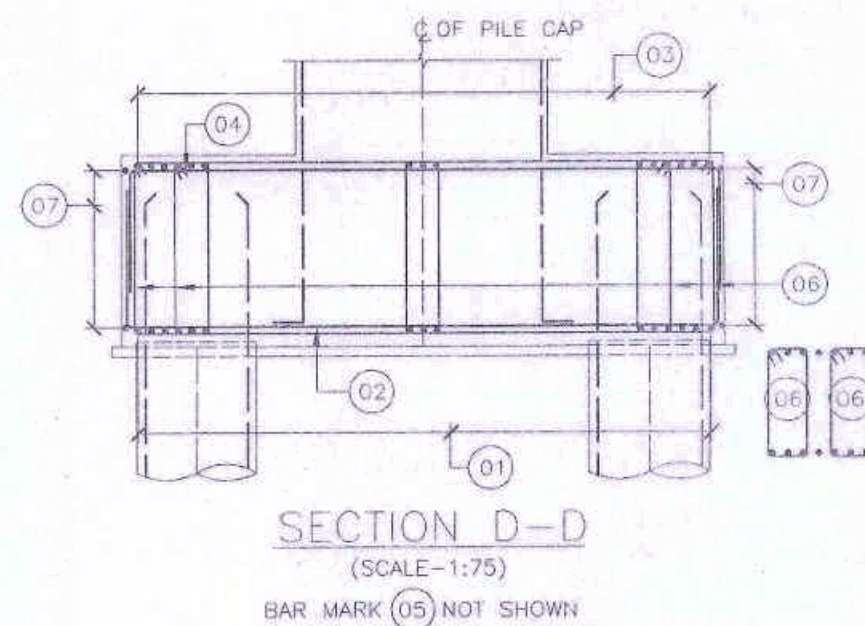 ℄ OF PILE CAP
03
04
07
07
06
06
06
02
01
SECTION D-D
(SCALE-1:75)
BAR MARK 05 NOT SHOWN